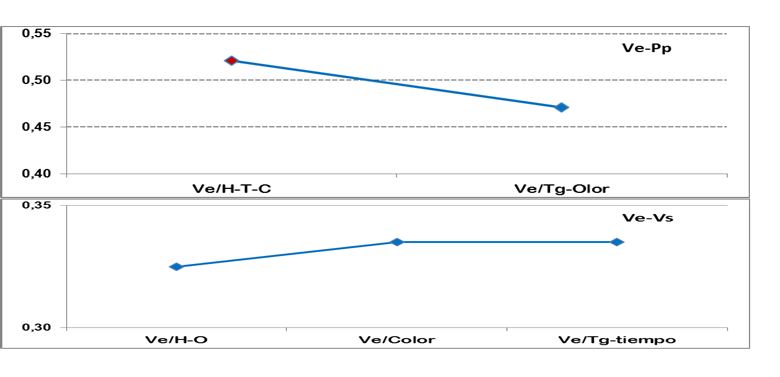 0,55
Ve-Pp
0,50
0,45
0,40
Ve/H-T-C
Ve/Tg-Olor
0,35
Ve-Vs
0,30
Ve/H-O
Ve/Color
Ve/Tg-tiempo